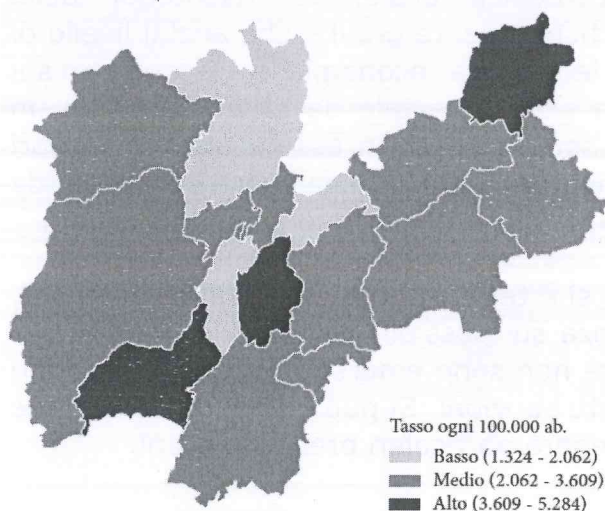 Tasso ogni 100.000 ab.
Basso (1.324 - 2.062)
Medio (2.062 - 3.609)
Alto (3.609 - 5.284)